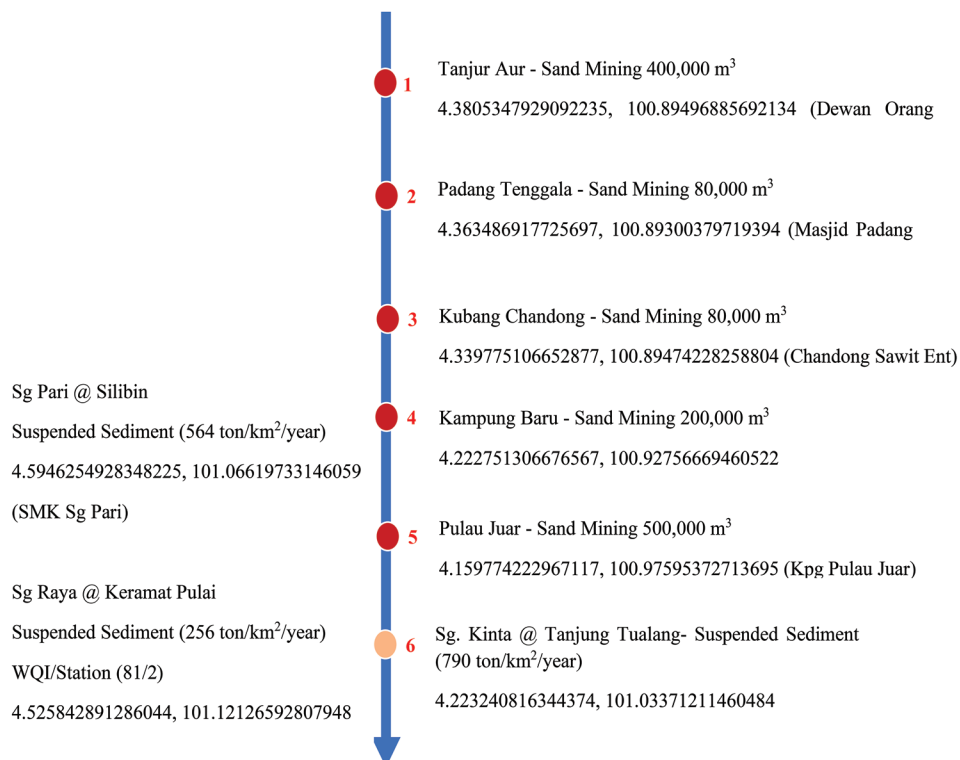 1
Tanjur Aur - Sand Mining 400,000 m³
4.3805347929092235, 100.89496885692134 (Dewan Orang
2
Padang Tenggala - Sand Mining 80,000 m³
4.363486917725697, 100.89300379719394 (Masjid Padang
3
Kubang Chandong - Sand Mining 80,000 m³
4.339775106652877, 100.89474228258804 (Chandong Sawit Ent)
Sg Pari @ Silibin
Suspended Sediment (564 ton/km²/year)
4.5946254928348225, 101.06619733146059
(SMK Sg Pari)
4
Kampung Baru - Sand Mining 200,000 m³
4.222751306676567, 100.92756669460522
5
Pulau Juar - Sand Mining 500,000 m³
4.159774222967117, 100.97595372713695 (Kpg Pulau Juar)
Sg Raya @ Keramat Pulai
Suspended Sediment (256 ton/km²/year)
WQI/Station (81/2)
4.525842891286044, 101.12126592807948
6
Sg. Kinta @ Tanjung Tualang- Suspended Sediment
(790 ton/km²/year)
4.223240816344374, 101.03371211460484